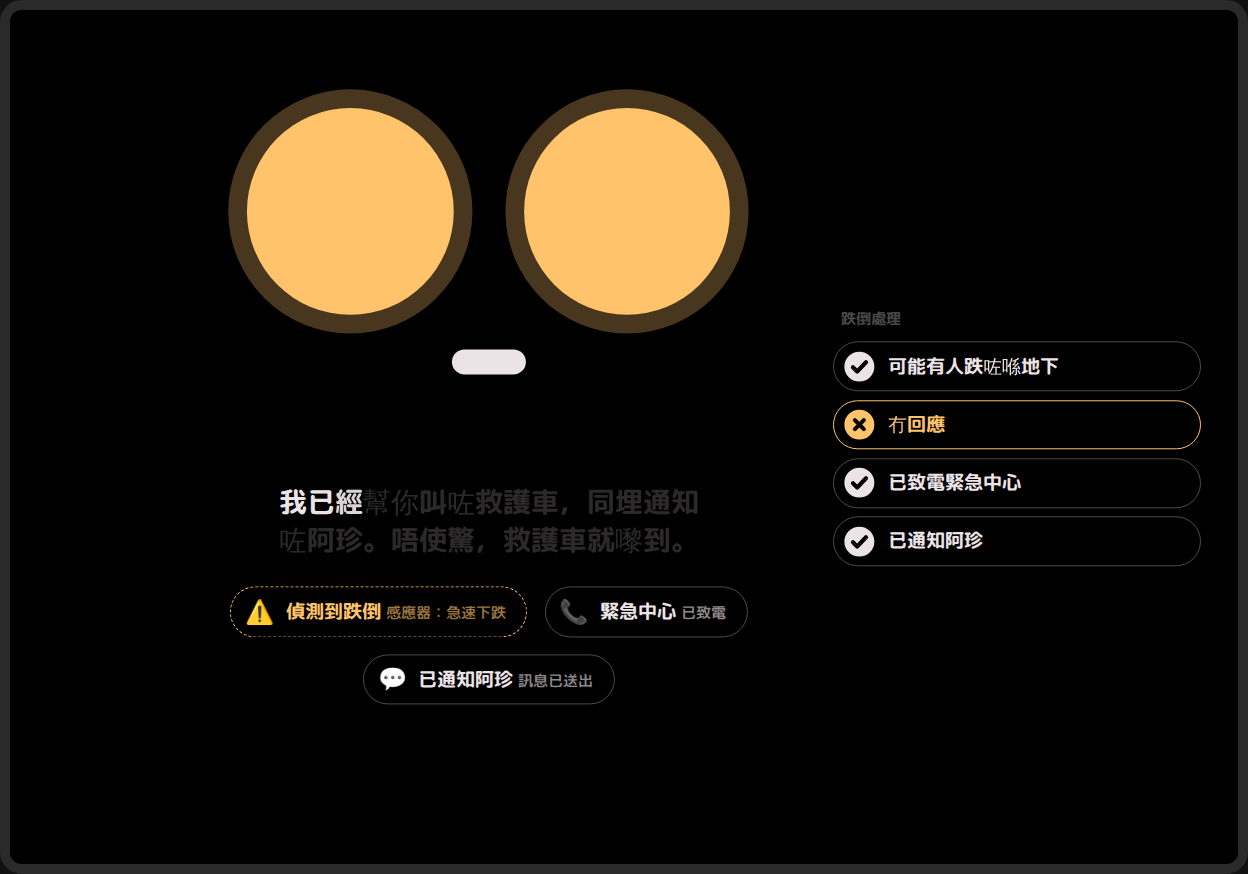 我已經幫你叫咗救護車，同埋通知
咗阿珍。唔使驚，救護車就嚟到。
偵測到跌倒 感應器：急速下跌
緊急中心 已致電
已通知阿珍 訊息已送出
跌倒處理
可能有人跌咗喺地下
冇回應
已致電緊急中心
已通知阿珍